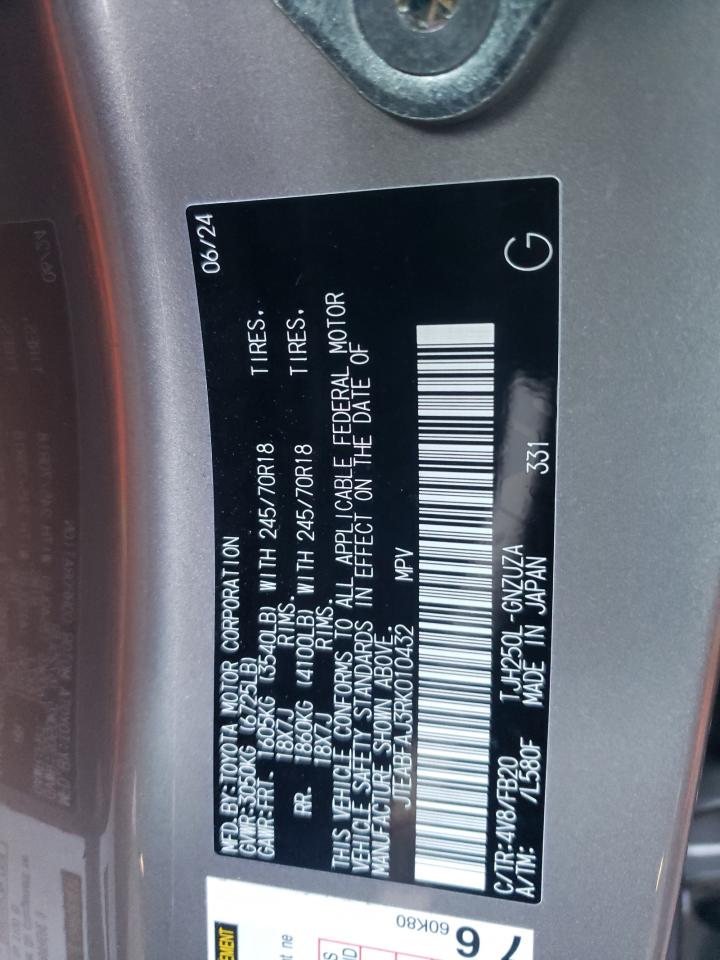 MFD.BY:TOYOTA MOTOR CORPORATION 06/24
GVWR:3050KG (6725LB)
GAWR:FRT. 1605KG (3540LB) WITH 245/70R18 TIRES.
18X7J RIMS.
RR. 1860KG (4100LB) WITH 245/70R18 TIRES.
18X7J RIMS.
THIS VEHICLE CONFORMS TO ALL APPLICABLE FEDERAL MOTOR
VEHICLE SAFETY STANDARDS IN EFFECT ON THE DATE OF
MANUFACTURE SHOWN ABOVE.
JTEABFAJ3RK010432 MPV
C/TR:4V8/FB20 TJH250L-GNZUZA 331 G
A/TM: /L580F MADE IN JAPAN
60K80